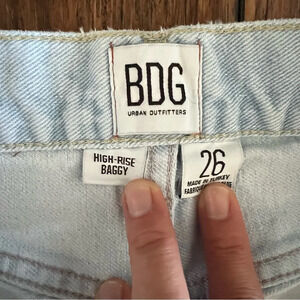 BDG
URBAN OUTFITTERS
HIGH-RISE
BAGGY
26
MADE IN TURKEY